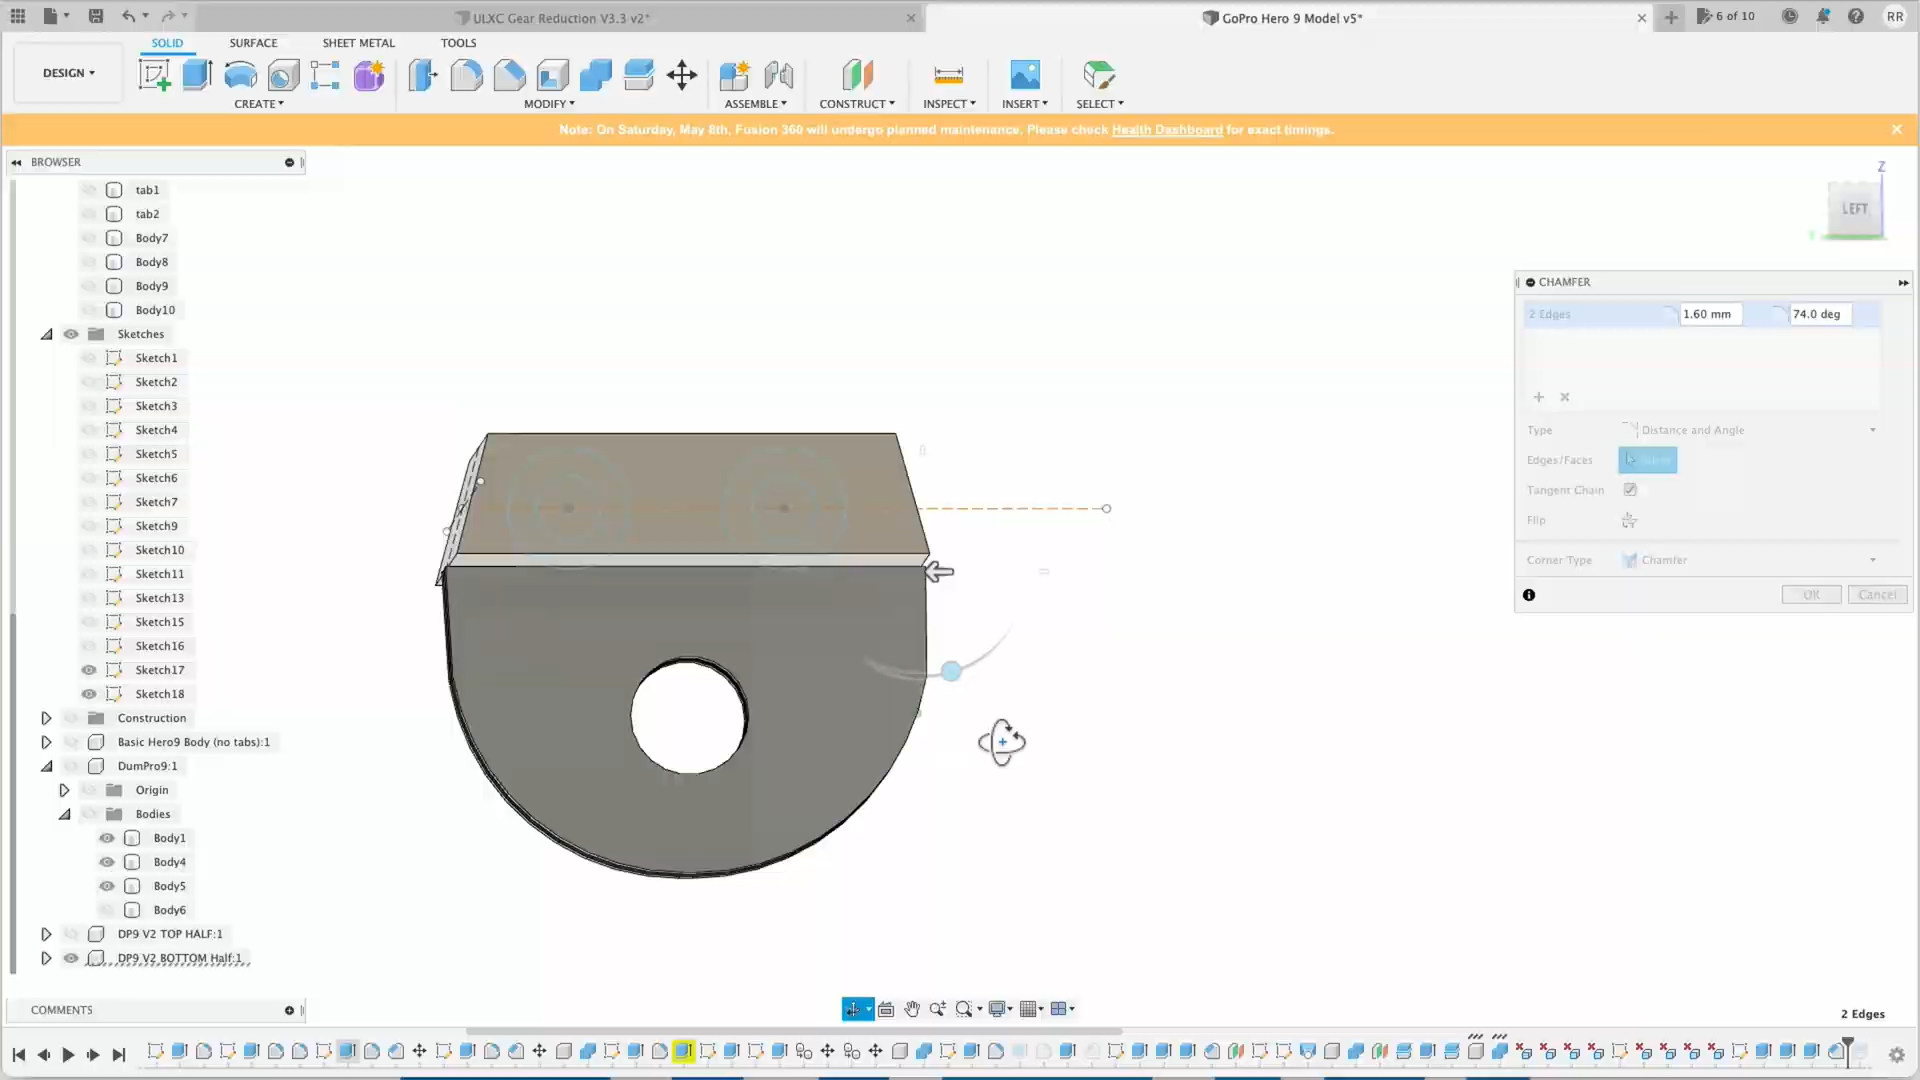 ULXC Gear Reduction V3.3 v2*
GoPro Hero 9 Model v5*
6 of 10
RR
SOLID
SURFACE
SHEET METAL
TOOLS
DESIGN
CREATE
MODIFY
ASSEMBLE
CONSTRUCT
INSPECT
INSERT
SELECT
Note: On Saturday, May 8th, Fusion 360 will undergo planned maintenance. Please check Health Dashboard for exact timings.
BROWSER
tab1
tab2
Body7
Body8
Body9
Body10
Sketches
Sketch1
Sketch2
Sketch3
Sketch4
Sketch5
Sketch6
Sketch7
Sketch9
Sketch10
Sketch11
Sketch13
Sketch15
Sketch16
Sketch17
Sketch18
Construction
Basic Hero9 Body (no tabs):1
DumPro9:1
Origin
Bodies
Body1
Body4
Body5
Body6
DP9 V2 TOP HALF:1
DP9 V2 BOTTOM Half:1
COMMENTS
Z
LEFT
CHAMFER
2 Edges
1.60 mm
74.0 deg
Type
Distance and Angle
Edges/Faces
Tangent Chain
Flip
Corner Type
Chamfer
OK
Cancel
2 Edges